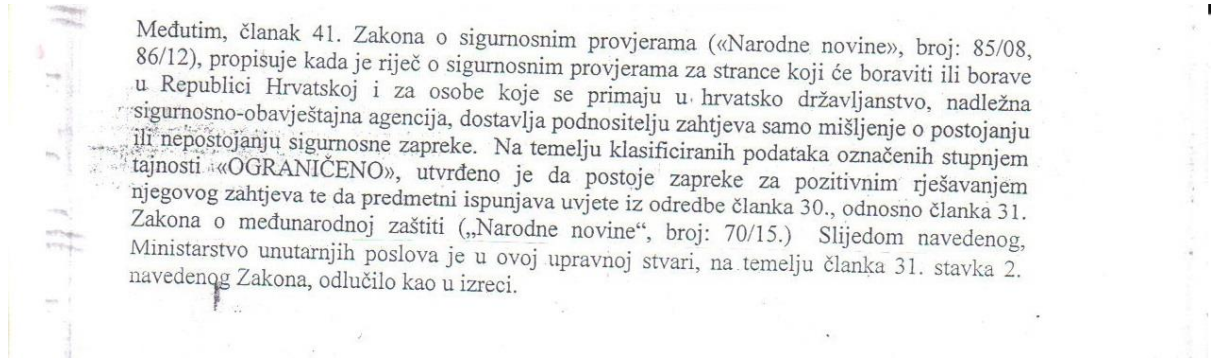 Međutim, članak 41. Zakona o sigurnosnim provjerama («Narodne novine», broj: 85/08,
86/12), propisuje kada je riječ o sigurnosnim provjerama za strance koji će boraviti ili borave
u Republici Hrvatskoj i za osobe koje se primaju u hrvatsko državljanstvo, nadležna
sigurnosno-obavještajna agencija, dostavlja podnositelju zahtjeva samo mišljenje o postojanju
ili nepostojanju sigurnosne zapreke. Na temelju klasificiranih podataka označenih stupnjem
tajnosti «OGRANIČENO», utvrđeno je da postoje zapreke za pozitivnim rješavanjem
njegovog zahtjeva te da predmetni ispunjava uvjete iz odredbe članka 30., odnosno članka 31.
Zakona o međunarodnoj zaštiti („Narodne novine“, broj: 70/15.) Slijedom navedenog,
Ministarstvo unutarnjih poslova je u ovoj upravnoj stvari, na temelju članka 31. stavka 2.
navedenog Zakona, odlučilo kao u izreci.